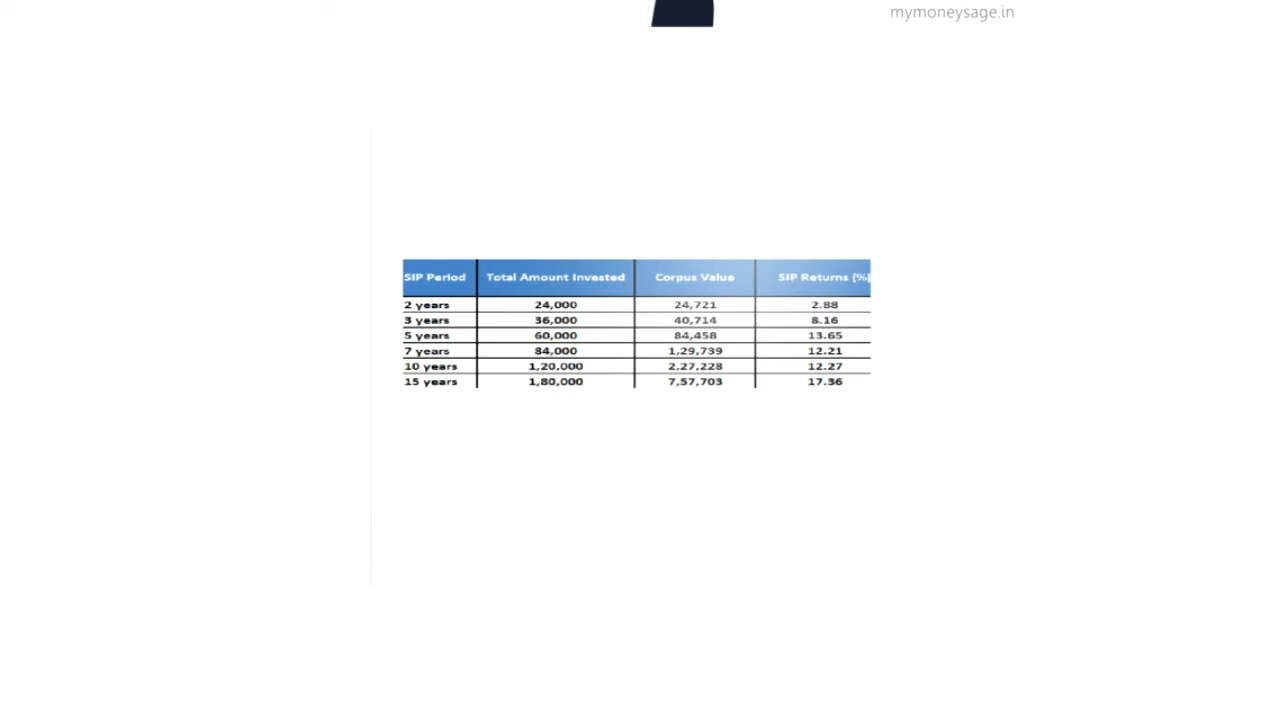 mymoneysage.in
SIP Period Total Amount Invested Corpus Value SIP Returns (%)
2 years 24,000 24,721 2.88
3 years 36,000 40,714 8.16
5 years 60,000 84,458 13.65
7 years 84,000 1,29,739 12.21
10 years 1,20,000 2,27,228 12.27
15 years 1,80,000 7,57,703 17.36